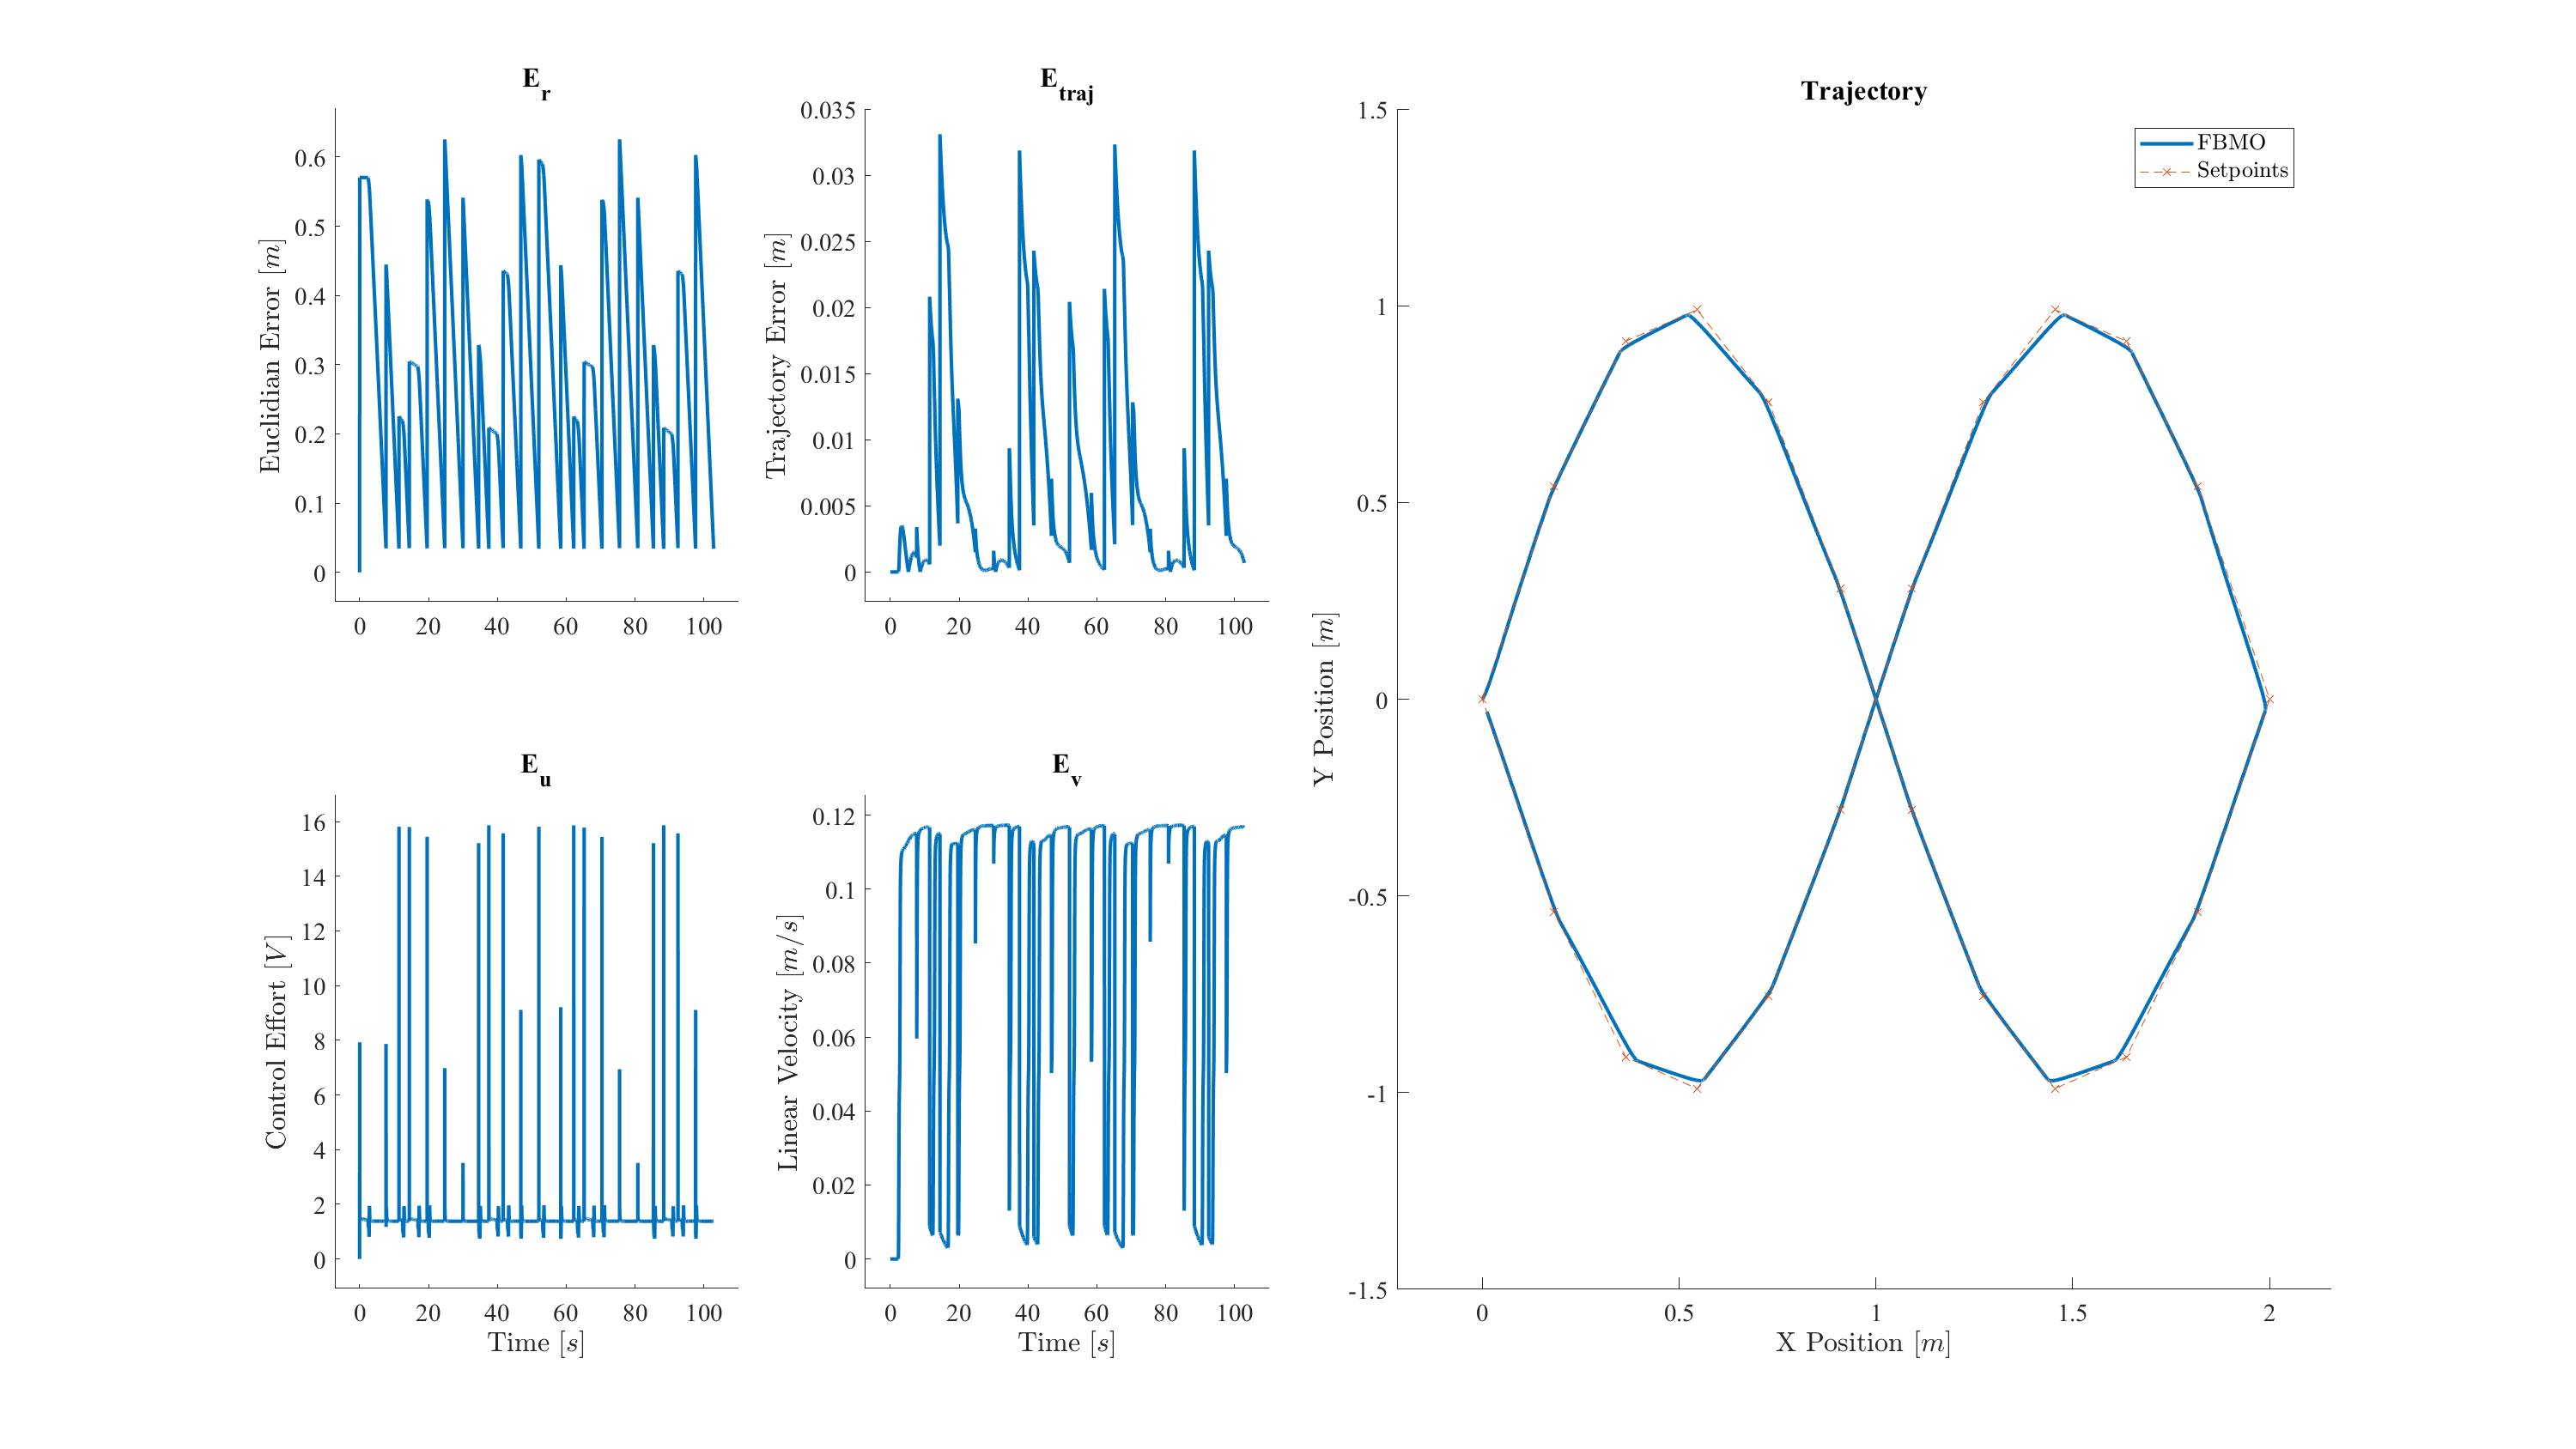 E_r
Euclidian Error [m]
0.6
0.5
0.4
0.3
0.2
0.1
0
0 20 40 60 80 100
E_traj
Trajectory Error [m]
0.035
0.03
0.025
0.02
0.015
0.01
0.005
0
0 20 40 60 80 100
E_u
Control Effort [V]
16
14
12
10
8
6
4
2
0
0 20 40 60 80 100
Time [s]
E_v
Linear Velocity [m/s]
0.12
0.1
0.08
0.06
0.04
0.02
0
0 20 40 60 80 100
Time [s]
Trajectory
FBMO
Setpoints
Y Position [m]
1.5
1
0.5
0
-0.5
-1
-1.5
0 0.5 1 1.5 2
X Position [m]